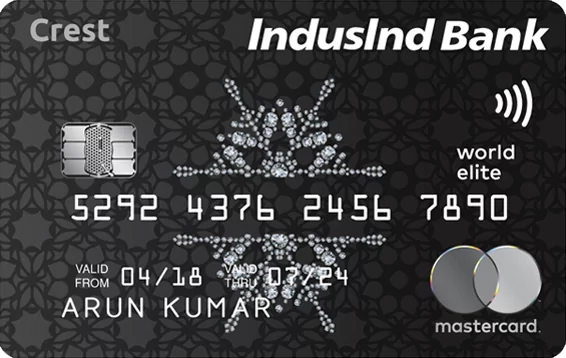 Crest
IndusInd Bank
world
elite
5292 4376 2456 7890
VALID FROM 04/18 VALID THRU 07/24
ARUN KUMAR
mastercard.